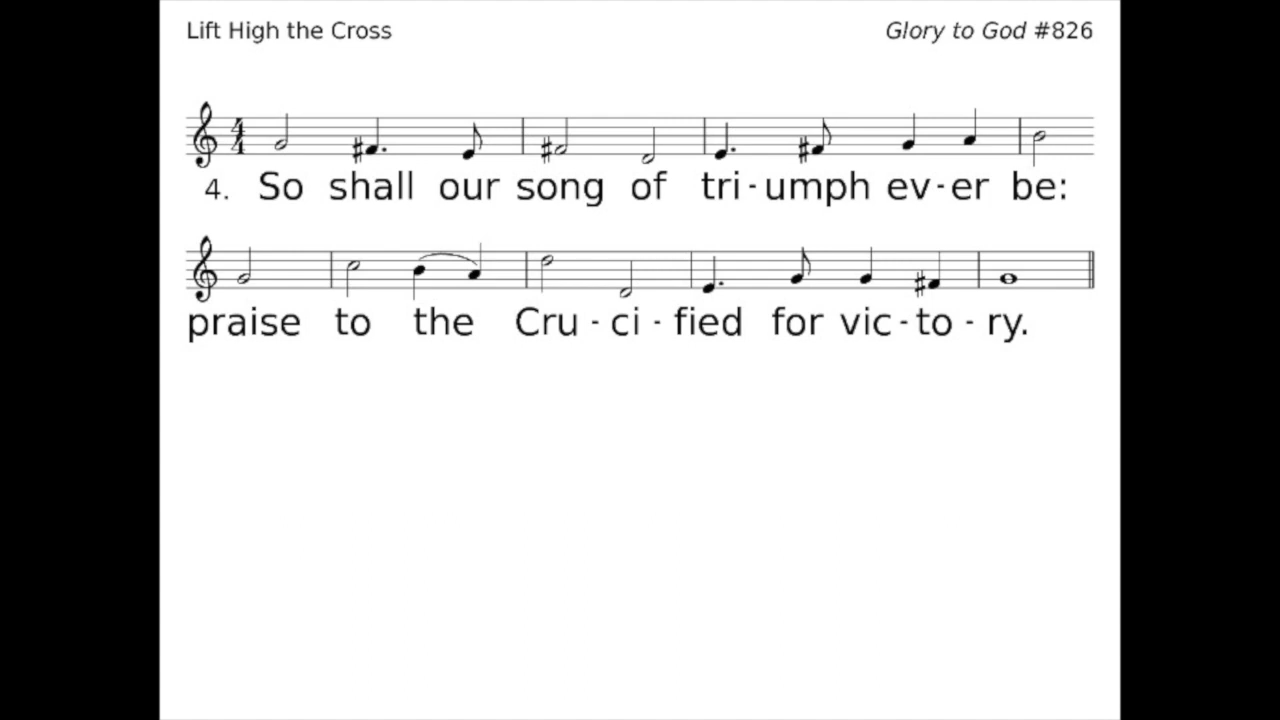 Lift High the Cross
Glory to God #826
4. So shall our song of tri-umph ev-er be:
praise to the Cru-ci-fied for vic-to-ry.